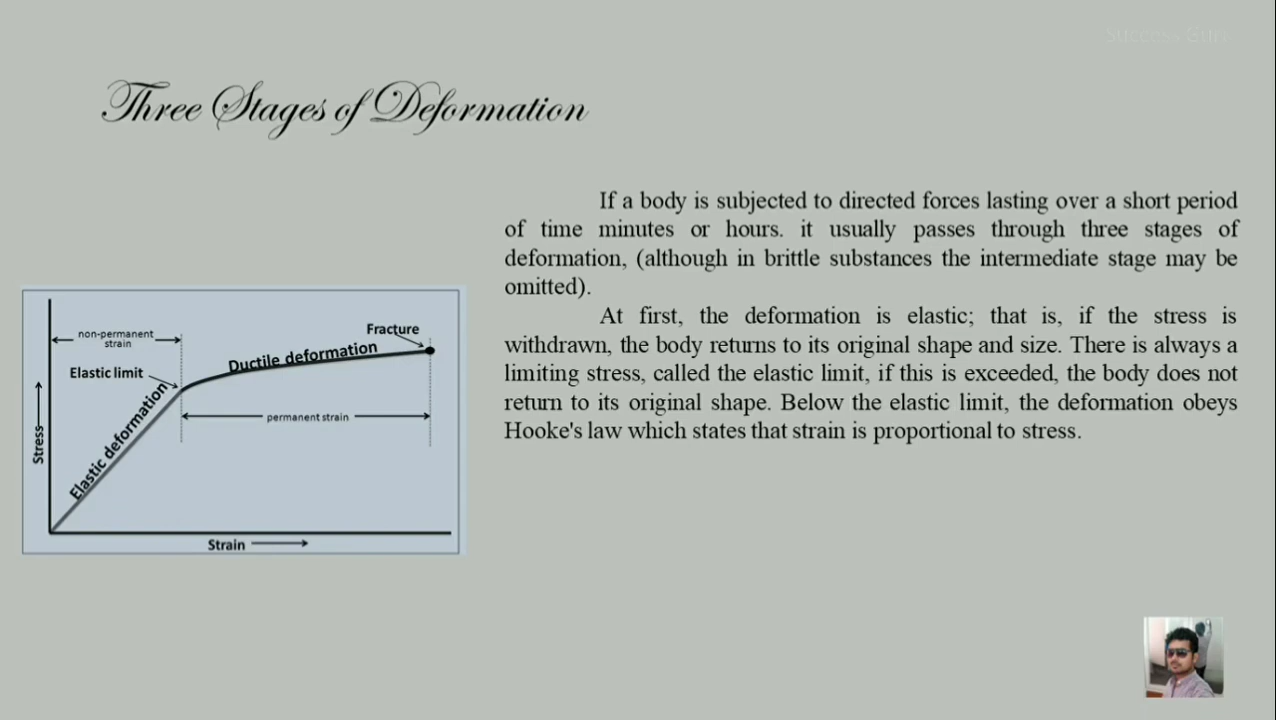 Success Gun
Three Stages of Deformation
If a body is subjected to directed forces lasting over a short period
of time minutes or hours. it usually passes through three stages of
deformation, (although in brittle substances the intermediate stage may be
omitted).
At first, the deformation is elastic; that is, if the stress is
withdrawn, the body returns to its original shape and size. There is always a
limiting stress, called the elastic limit, if this is exceeded, the body does not
return to its original shape. Below the elastic limit, the deformation obeys
Hooke's law which states that strain is proportional to stress.
non-permanent
strain
Fracture
Ductile deformation
Elastic limit
permanent strain
Elastic deformation
Stress
Strain